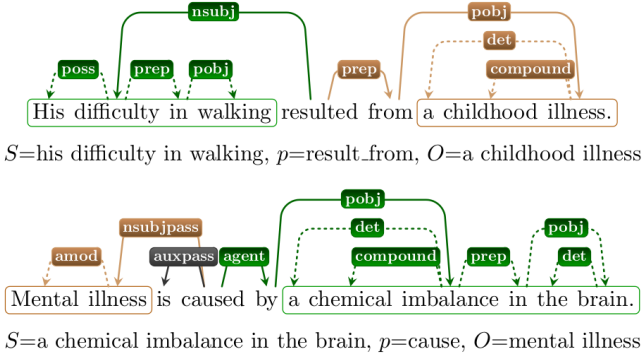 nsubj pobj
det
poss prep pobj prep compound
His difficulty in walking resulted from a childhood illness.
S=his difficulty in walking, p=result_from, O=a childhood illness
pobj
nsubjpass det pobj
amod auxpass agent compound prep det
Mental illness is caused by a chemical imbalance in the brain.
S=a chemical imbalance in the brain, p=cause, O=mental illness